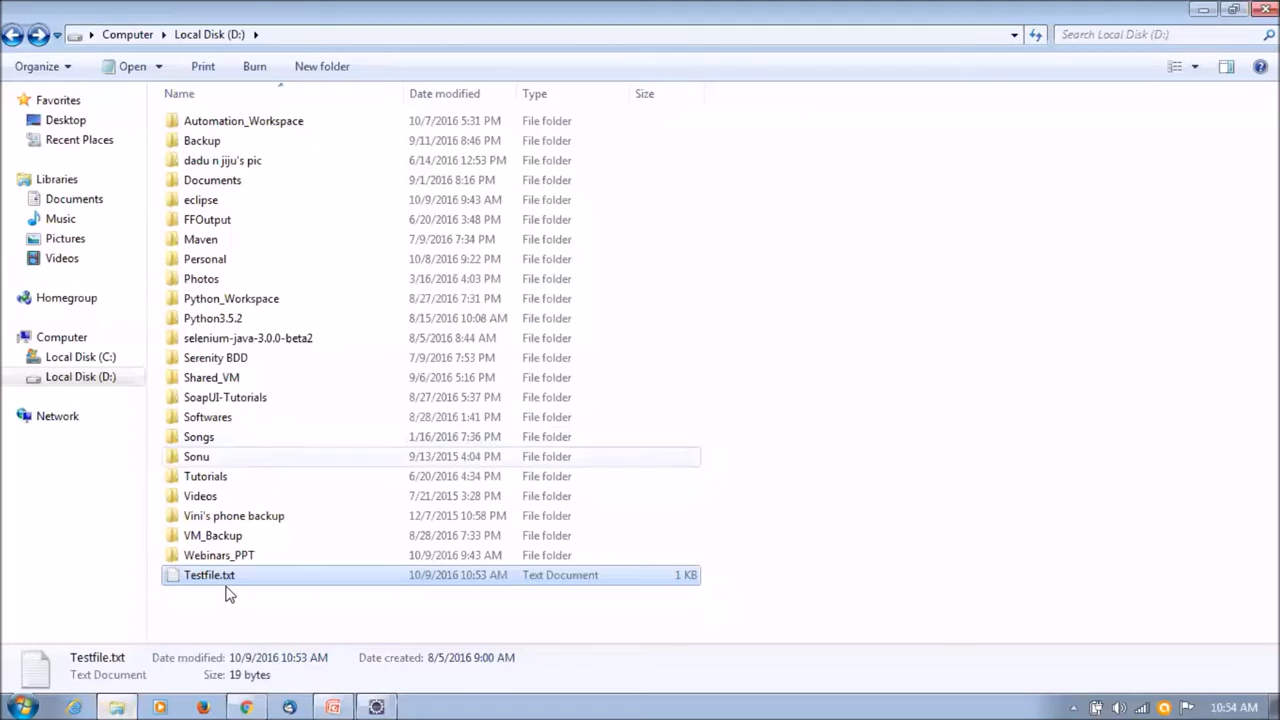 Computer Local Disk (D:) Search Local Disk (D:)
Organize Open Print Burn New folder
Name Date modified Type Size
Favorites
Desktop
Recent Places
Libraries
Documents
Music
Pictures
Videos
Homegroup
Computer
Local Disk (C:)
Local Disk (D:)
Network
Automation_Workspace 10/7/2016 5:31 PM File folder
Backup 9/11/2016 8:46 PM File folder
dadu n jiju's pic 6/14/2016 12:53 PM File folder
Documents 9/1/2016 8:16 PM File folder
eclipse 10/9/2016 9:43 AM File folder
FFOutput 6/20/2016 3:48 PM File folder
Maven 7/9/2016 7:34 PM File folder
Personal 10/8/2016 9:22 PM File folder
Photos 3/16/2016 4:03 PM File folder
Python_Workspace 8/27/2016 7:31 PM File folder
Python3.5.2 8/15/2016 10:08 AM File folder
selenium-java-3.0.0-beta2 8/5/2016 8:44 AM File folder
Serenity BDD 7/9/2016 7:53 PM File folder
Shared_VM 9/6/2016 5:16 PM File folder
SoapUI-Tutorials 8/27/2016 5:37 PM File folder
Softwares 8/28/2016 1:41 PM File folder
Songs 1/16/2016 7:36 PM File folder
Sonu 9/13/2015 4:04 PM File folder
Tutorials 6/20/2016 4:34 PM File folder
Videos 7/21/2015 3:28 PM File folder
Vini's phone backup 12/7/2015 10:58 PM File folder
VM_Backup 8/28/2016 7:33 PM File folder
Webinars_PPT 10/9/2016 9:43 AM File folder
Testfile.txt 10/9/2016 10:53 AM Text Document 1 KB
Testfile.txt Date modified: 10/9/2016 10:53 AM Date created: 8/5/2016 9:00 AM
Text Document Size: 19 bytes
10:54 AM